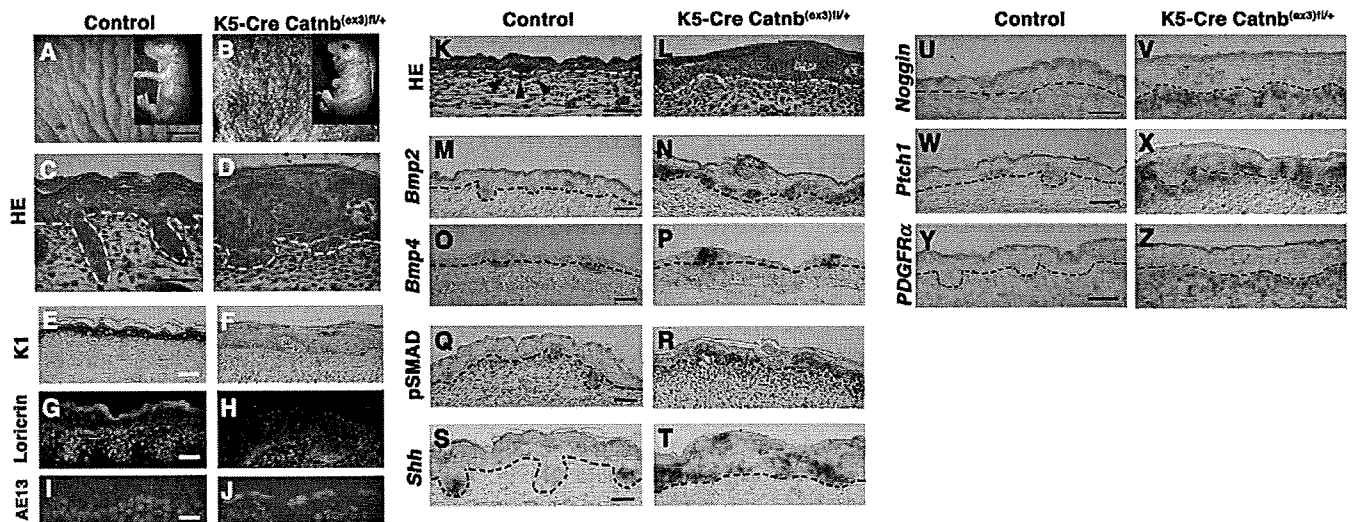 Control
K5-Cre Catnb(ex3)fl/+
A
B
HE
C
D
K1
E
F
Loricrin
G
H
AE13
I
J
K5-Cre Catnb(ex3)fl/+
Control
HE
K
L
Bmp2
M
N
Bmp4
O
P
pSMAD
Q
R
Shh
S
T
Control
K5-Cre Catnb(ex3)fl/+
Noggin
U
V
Ptch1
W
X
PDGFRα
Y
Z